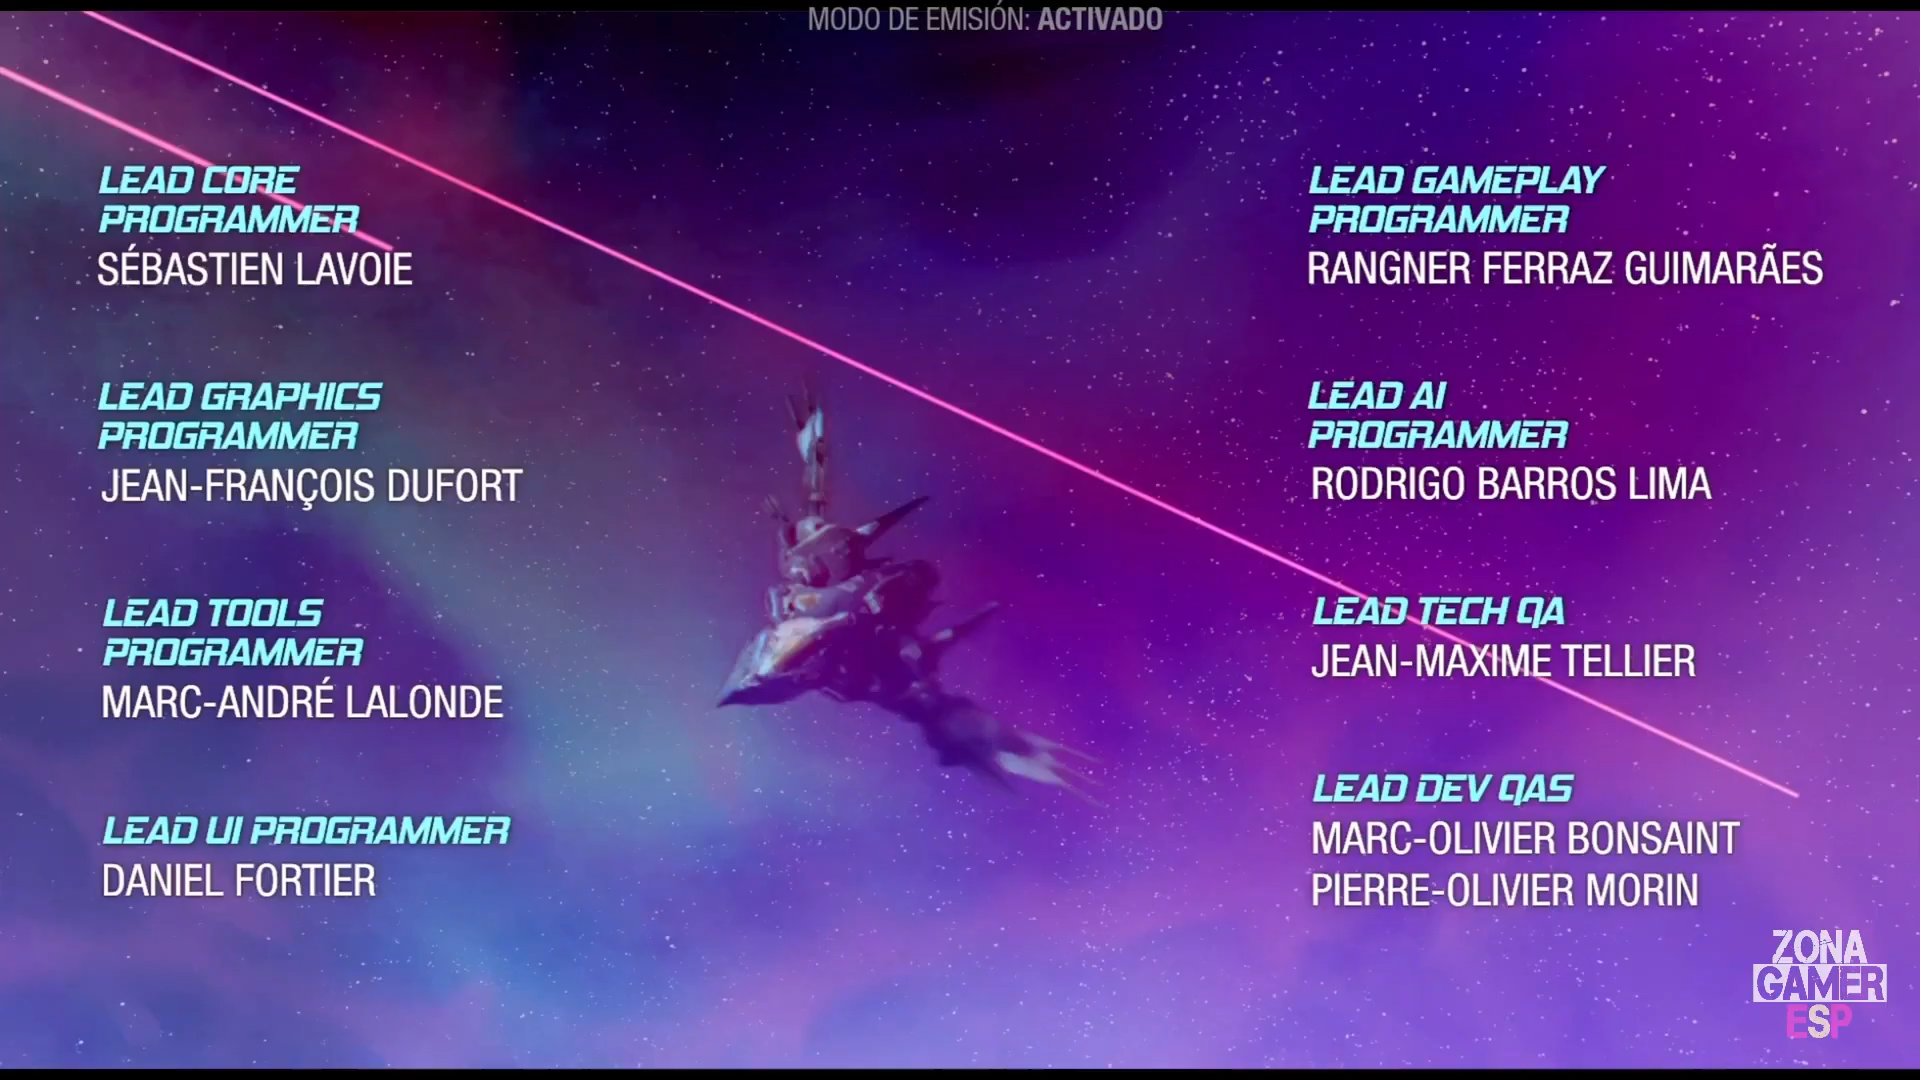 MODO DE EMISIÓN: ACTIVADO
LEAD CORE
PROGRAMMER
SÉBASTIEN LAVOIE
LEAD GRAPHICS
PROGRAMMER
JEAN-FRANÇOIS DUFORT
LEAD TOOLS
PROGRAMMER
MARC-ANDRÉ LALONDE
LEAD UI PROGRAMMER
DANIEL FORTIER
LEAD GAMEPLAY
PROGRAMMER
RANGNER FERRAZ GUIMARÃES
LEAD AI
PROGRAMMER
RODRIGO BARROS LIMA
LEAD TECH QA
JEAN-MAXIME TELLIER
LEAD DEV QAS
MARC-OLIVIER BONSAINT
PIERRE-OLIVIER MORIN
ZONA
GAMER
ESP